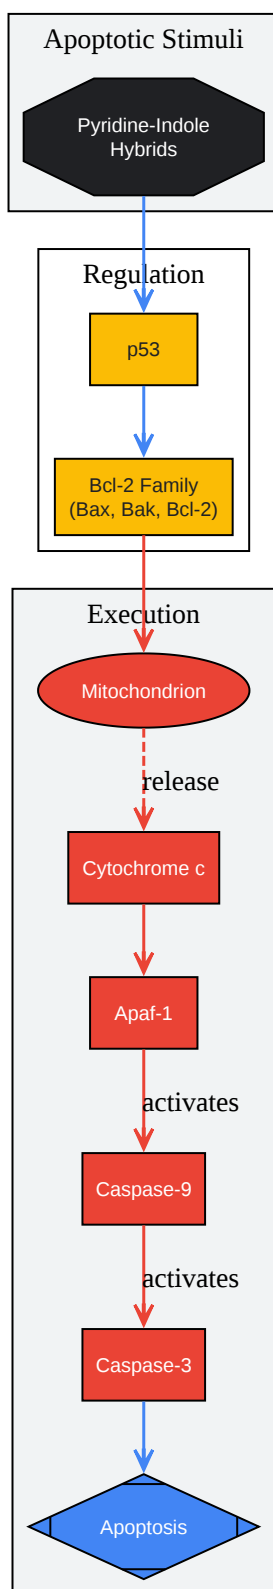 Apoptotic Stimuli
Pyridine-Indole
Hybrids
Regulation
p53
Bcl-2 Family
(Bax, Bak, Bcl-2)
Execution
Mitochondrion
release
Cytochrome c
Apaf-1
activates
Caspase-9
activates
Caspase-3
Apoptosis